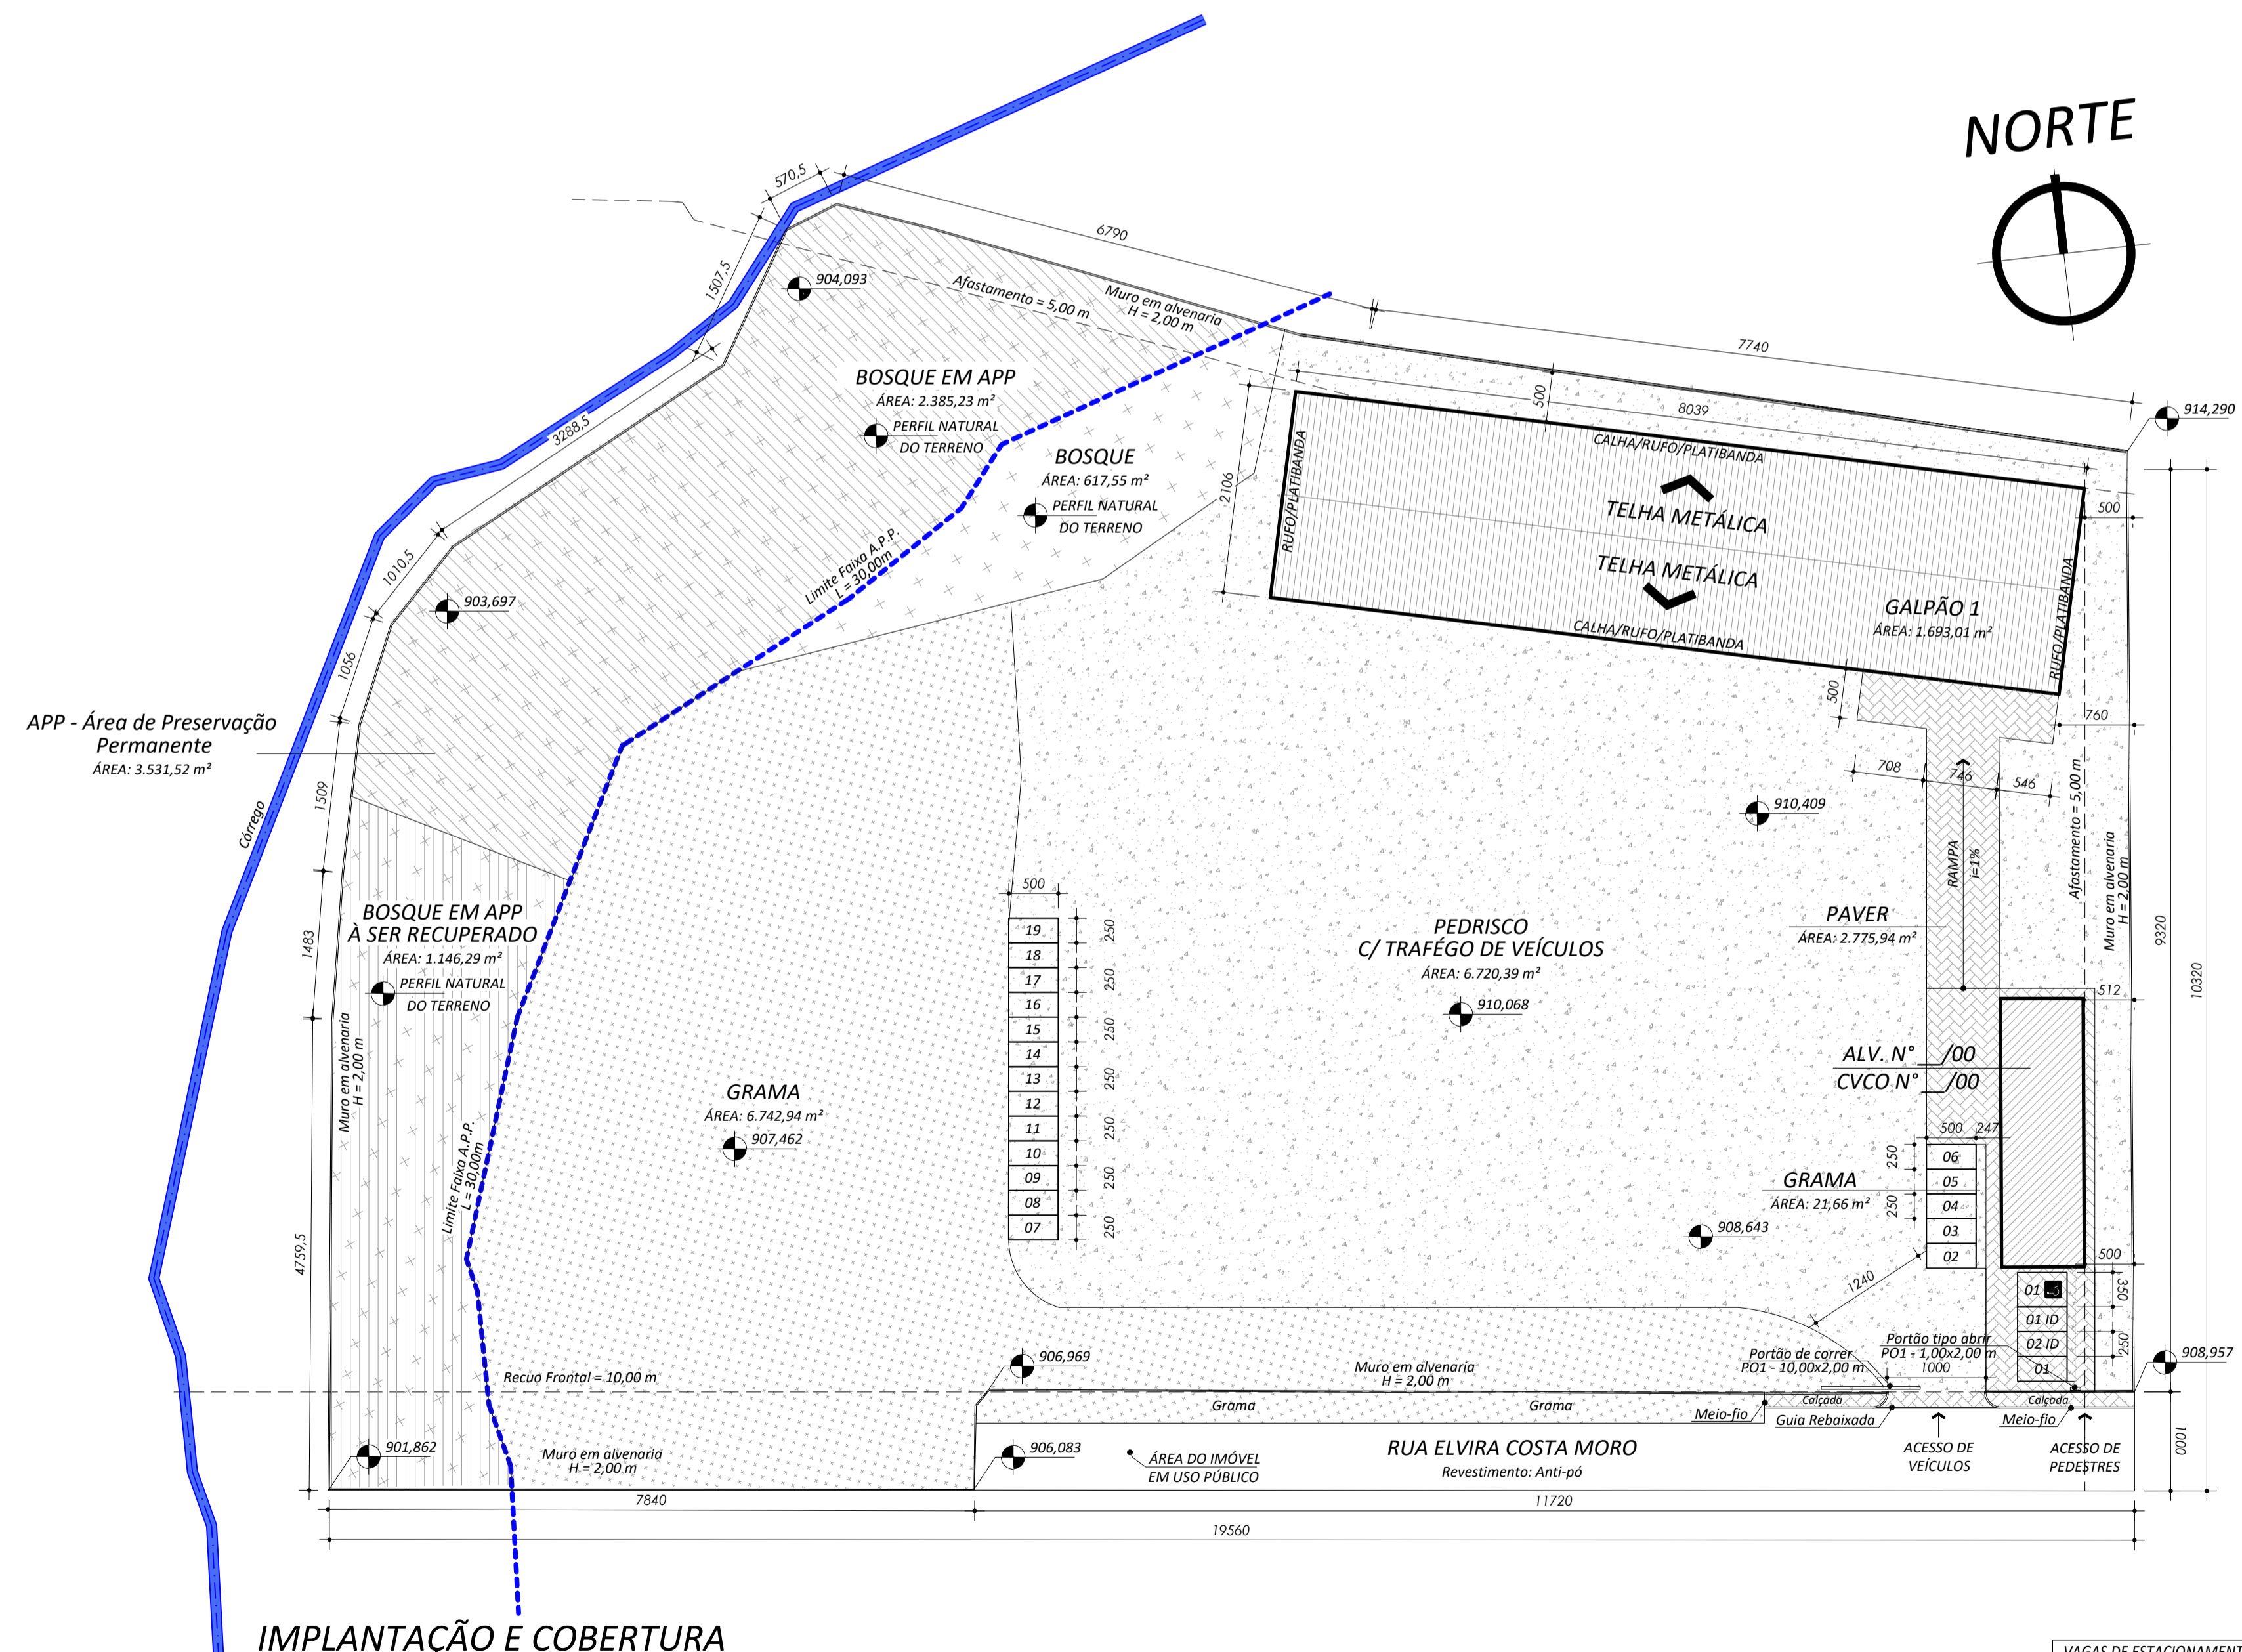 NORTE
570,5
6790
1507,5
904,093
Afastamento = 5,00 m
Muro em alvenaria
H = 2,00 m
7740
914,290
BOSQUE EM APP
ÁREA: 2.385,23 m²
PERFIL NATURAL
DO TERRENO
3288,5
500
8039
CALHA/RUFO/PLATIBANDA
BOSQUE
ÁREA: 617,55 m²
PERFIL NATURAL
DO TERRENO
2106
RUFO/PLATIBANDA
TELHA METÁLICA
TELHA METÁLICA
500
Limite Faixa A.P.P.
L = 30,00m
1010,5
903,697
GALPÃO 1
ÁREA: 1.693,01 m²
CALHA/RUFO/PLATIBANDA
RUFO/PLATIBANDA
1056
500
760
APP - Área de Preservação
Permanente
ÁREA: 3.531,52 m²
1509
Córrego
708
746
546
910,409
RAMPA
i=1%
Afastamento = 5,00 m
Muro em alvenaria
H = 2,00 m
9320
10320
500
BOSQUE EM APP
À SER RECUPERADO
ÁREA: 1.146,29 m²
PERFIL NATURAL
DO TERRENO
1483
PEDRISCO
C/ TRAFÉGO DE VEÍCULOS
ÁREA: 6.720,39 m²
910,068
PAVER
ÁREA: 2.775,94 m²
512
19
18
17
16
15
14
13
12
11
10
09
08
07
250
250
250
250
250
250
250
Muro em alvenaria
H = 2,00 m
ALV. N° __/00
CVCO N° __/00
GRAMA
ÁREA: 6.742,94 m²
907,462
Limite Faixa A.P.P.
L = 30,00m
4759,5
500
247
250
250
06
05
04
03
02
GRAMA
ÁREA: 21,66 m²
908,643
500
1240
01
01 ID
02 ID
01
350
250
906,969
Recuo Frontal = 10,00 m
Muro em alvenaria
H = 2,00 m
Portão de correr
PO1 - 10,00x2,00 m
Portão tipo abrir
PO1 - 1,00x2,00 m
1000
908,957
Grama
Grama
Meio-fio
Calçada
Guia Rebaixada
Calçada
Meio-fio
1000
901,862
Muro em alvenaria
H = 2,00 m
906,083
ÁREA DO IMÓVEL
EM USO PÚBLICO
RUA ELVIRA COSTA MORO
Revestimento: Anti-pó
ACESSO DE
VEÍCULOS
ACESSO DE
PEDESTRES
7840
11720
19560
IMPLANTAÇÃO E COBERTURA
VAGAS DE ESTACIONAMENT